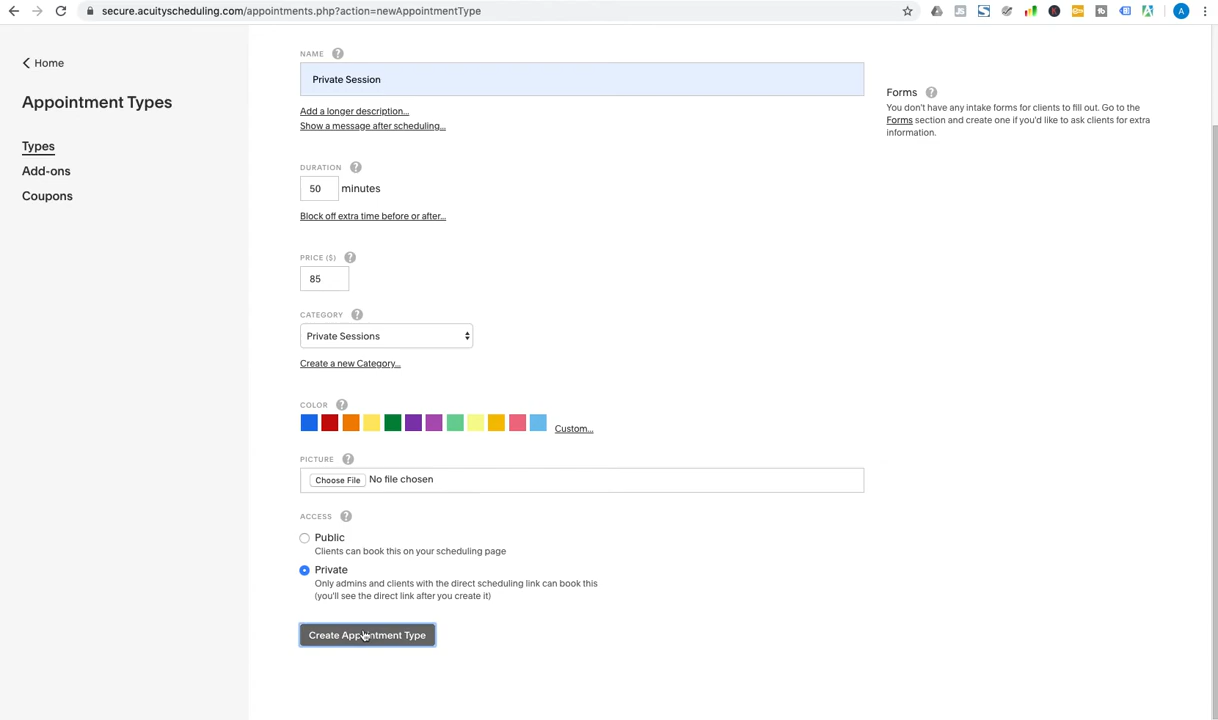 secure.acuityscheduling.com/appointments.php?action=newAppointmentType
A
Home
Appointment Types
Types
Add-ons
Coupons
NAME ?
Private Session
Add a longer description...
Show a message after scheduling...
DURATION ?
50 minutes
Block off extra time before or after...
PRICE ($) ?
85
CATEGORY ?
Private Sessions
Create a new Category...
COLOR ?
Custom...
PICTURE ?
Choose File No file chosen
ACCESS ?
Public
Clients can book this on your scheduling page
Private
Only admins and clients with the direct scheduling link can book this
(you'll see the direct link after you create it)
Create Appointment Type
Forms ?
You don't have any intake forms for clients to fill out. Go to the
Forms section and create one if you'd like to ask clients for extra
information.